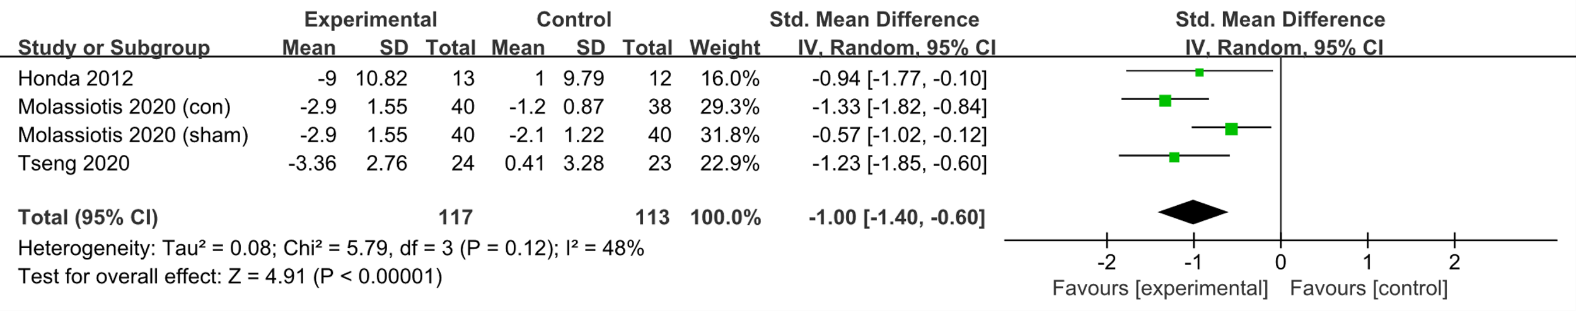 Experimental Control Std. Mean Difference Std. Mean Difference
Study or Subgroup Mean SD Total Mean SD Total Weight IV, Random, 95% CI IV, Random, 95% CI
Honda 2012 -9 10.82 13 1 9.79 12 16.0% -0.94 [-1.77, -0.10]
Molassiotis 2020 (con) -2.9 1.55 40 -1.2 0.87 38 29.3% -1.33 [-1.82, -0.84]
Molassiotis 2020 (sham) -2.9 1.55 40 -2.1 1.22 40 31.8% -0.57 [-1.02, -0.12]
Tseng 2020 -3.36 2.76 24 0.41 3.28 23 22.9% -1.23 [-1.85, -0.60]
Total (95% CI) 117 113 100.0% -1.00 [-1.40, -0.60]
Heterogeneity: Tau² = 0.08; Chi² = 5.79, df = 3 (P = 0.12); I² = 48%
Test for overall effect: Z = 4.91 (P < 0.00001)
-2 -1 0 1 2
Favours [experimental] Favours [control]